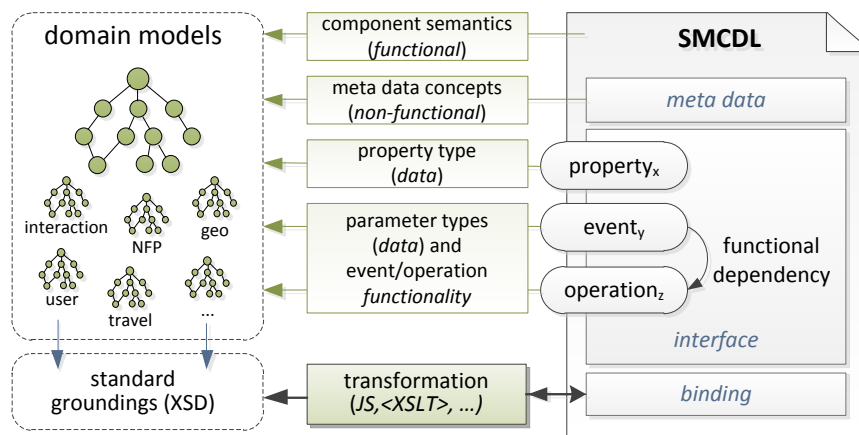 domain models
interaction
NFP
geo
user
travel
...
standard
groundings (XSD)
component semantics
(functional)
meta data concepts
(non-functional)
property type
(data)
parameter types
(data) and
event/operation
functionality
transformation
(JS,<XSLT>, ...)
SMCDL
meta data
propertyx
eventy
operationz
functional
dependency
interface
binding